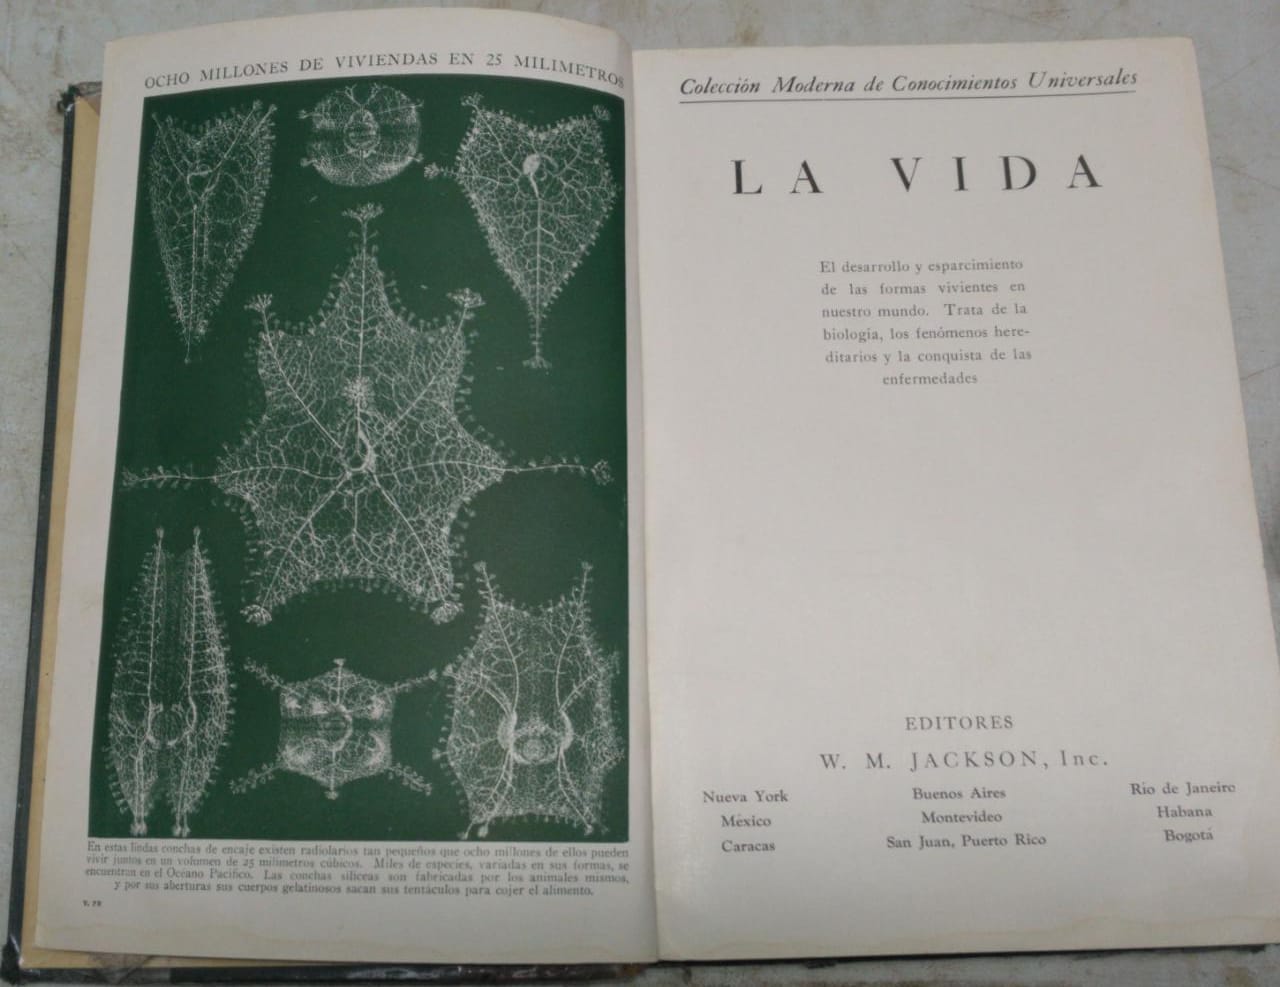 OCHO MILLONES DE VIVIENDAS EN 25 MILIMETROS
En estas lindas conchas de encaje existen radiolarios tan pequeños que ocho millones de ellos pueden
vivir juntos en un volumen de 25 milímetros cúbicos. Miles de especies, variadas en sus formas, se
encuentran en el Océano Pacífico. Las conchas silíceas son fabricadas por los animales mismos,
y por sus aberturas sus cuerpos gelatinosos sacan sus tentáculos para cojer el alimento.
Colección Moderna de Conocimientos Universales
LA VIDA
El desarrollo y esparcimiento
de las formas vivientes en
nuestro mundo. Trata de la
biología, los fenómenos here-
ditarios y la conquista de las
enfermedades
EDITORES
W. M. JACKSON, Inc.
Nueva York Buenos Aires Rio de Janeiro
México Montevideo Habana
Caracas San Juan, Puerto Rico Bogotá